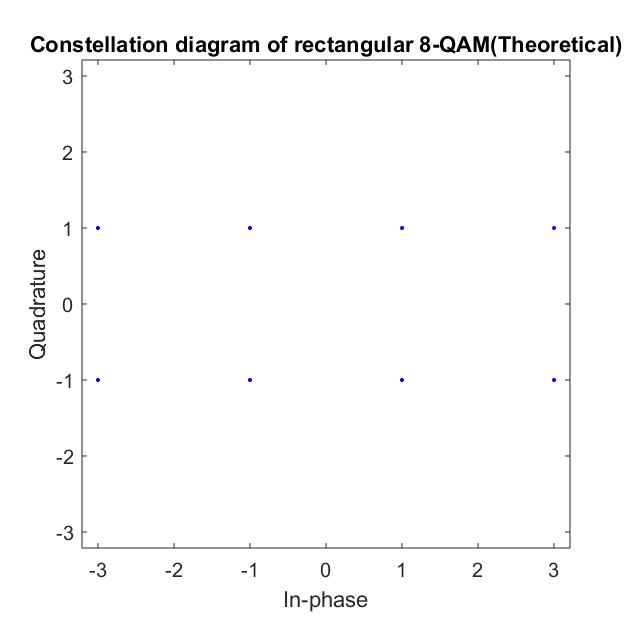 Constellation diagram of rectangular 8-QAM(Theoretical)
3
2
1
0
-1
-2
-3
Quadrature
-3 -2 -1 0 1 2 3
In-phase